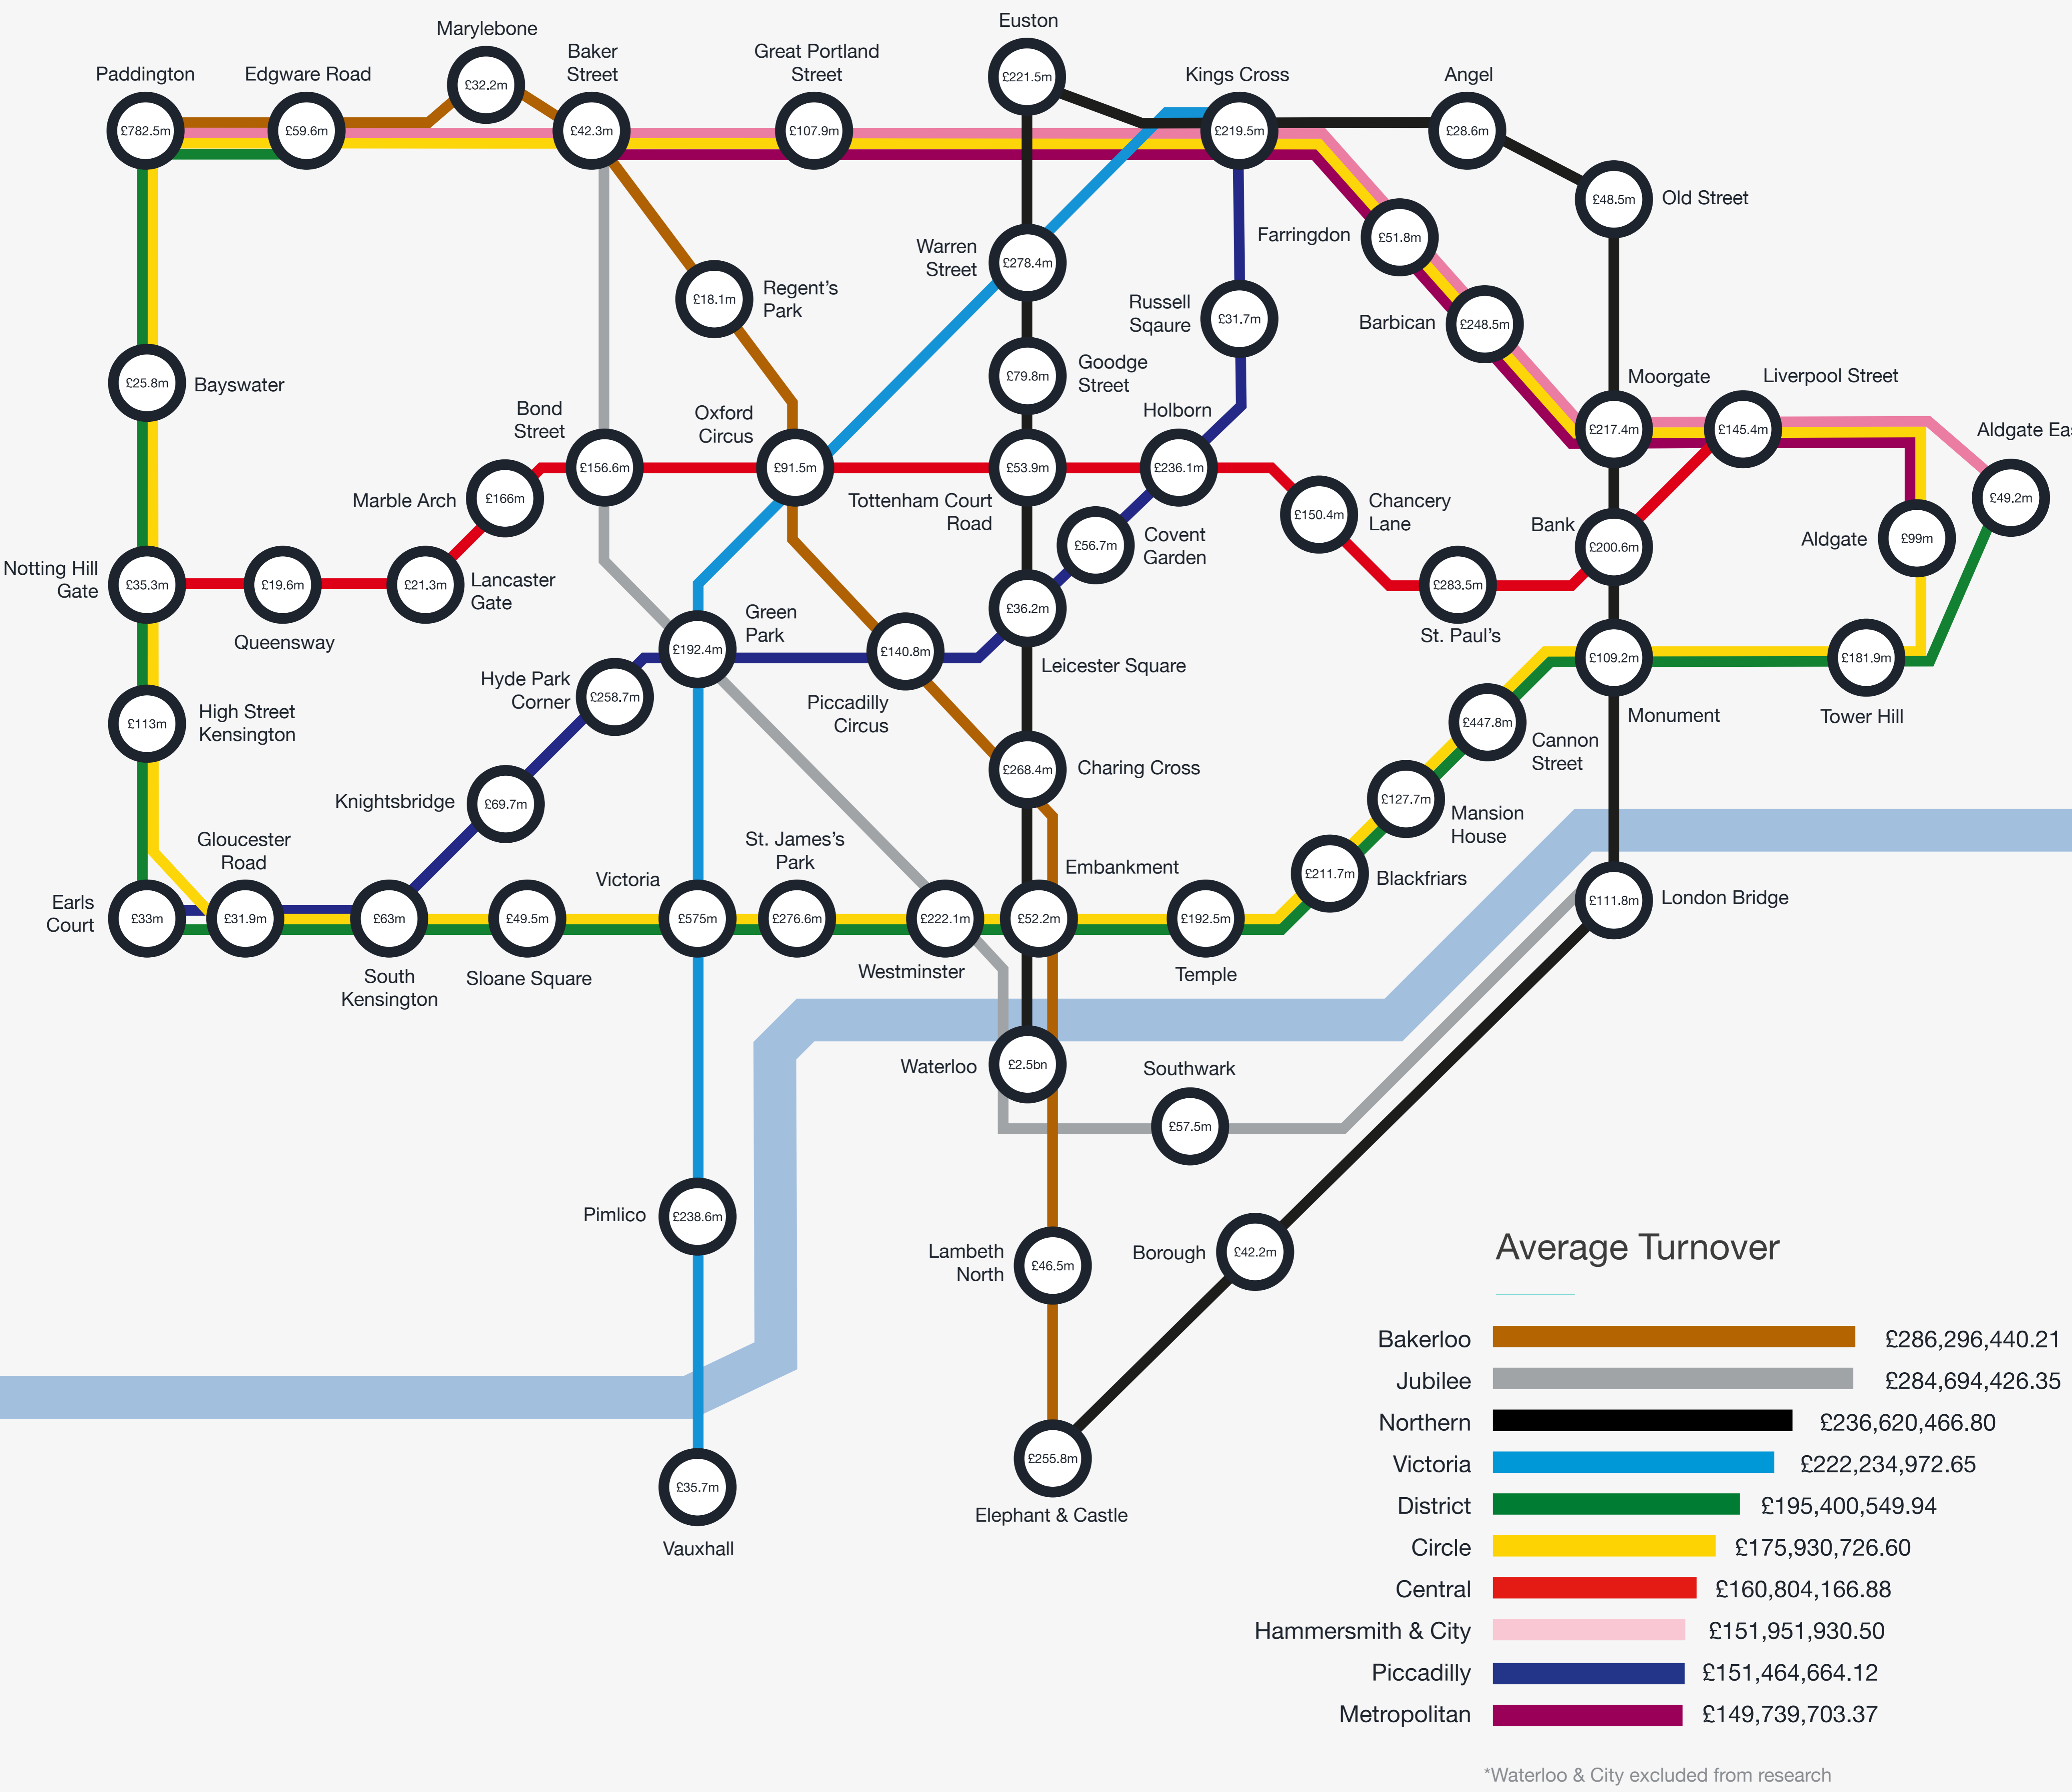 Euston
£221.5m
Marylebone
£32.2m
Baker
Street
£42.3m
Great Portland
Street
£107.9m
Kings Cross
£219.5m
Angel
£28.6m
Paddington
£782.5m
Edgware Road
£59.6m
Old Street
£48.5m
Farringdon
£51.8m
Warren
Street
£278.4m
Regent’s
Park
£18.1m
Russell
Sqaure
£31.7m
Barbican
£248.5m
Bayswater
£25.8m
Goodge
Street
£79.8m
Moorgate
£217.4m
Liverpool Street
£145.4m
Aldgate Eas
£49.2m
Bond
Street
£156.6m
Oxford
Circus
£91.5m
Holborn
£236.1m
Tottenham Court
Road
£53.9m
Marble Arch
£166m
Chancery
Lane
£150.4m
Covent
Garden
£56.7m
Bank
£200.6m
Aldgate
£99m
Notting Hill
Gate
£35.3m
£19.6m
Queensway
£21.3m
Lancaster
Gate
£283.5m
St. Paul’s
Green
Park
£192.4m
£36.2m
Leicester Square
£140.8m
Piccadilly
Circus
£109.2m
Monument
£181.9m
Tower Hill
Hyde Park
Corner
£258.7m
High Street
Kensington
£113m
£447.8m
Cannon
Street
Charing Cross
£268.4m
Knightsbridge
£69.7m
£127.7m
Mansion
House
Gloucester
Road
£31.9m
St. James’s
Park
£276.6m
Victoria
£575m
Embankment
£52.2m
£211.7m
Blackfriars
£111.8m
London Bridge
Earls
Court
£33m
£63m
South
Kensington
£49.5m
Sloane Square
£222.1m
Westminster
£192.5m
Temple
Waterloo
£2.5bn
Southwark
£57.5m
Pimlico
£238.6m
Lambeth
North
£46.5m
Borough
£42.2m
£255.8m
Elephant & Castle
£35.7m
Vauxhall
Average Turnover
Bakerloo £286,296,440.21
Jubilee £284,694,426.35
Northern £236,620,466.80
Victoria £222,234,972.65
District £195,400,549.94
Circle £175,930,726.60
Central £160,804,166.88
Hammersmith & City £151,951,930.50
Piccadilly £151,464,664.12
Metropolitan £149,739,703.37
*Waterloo & City excluded from research